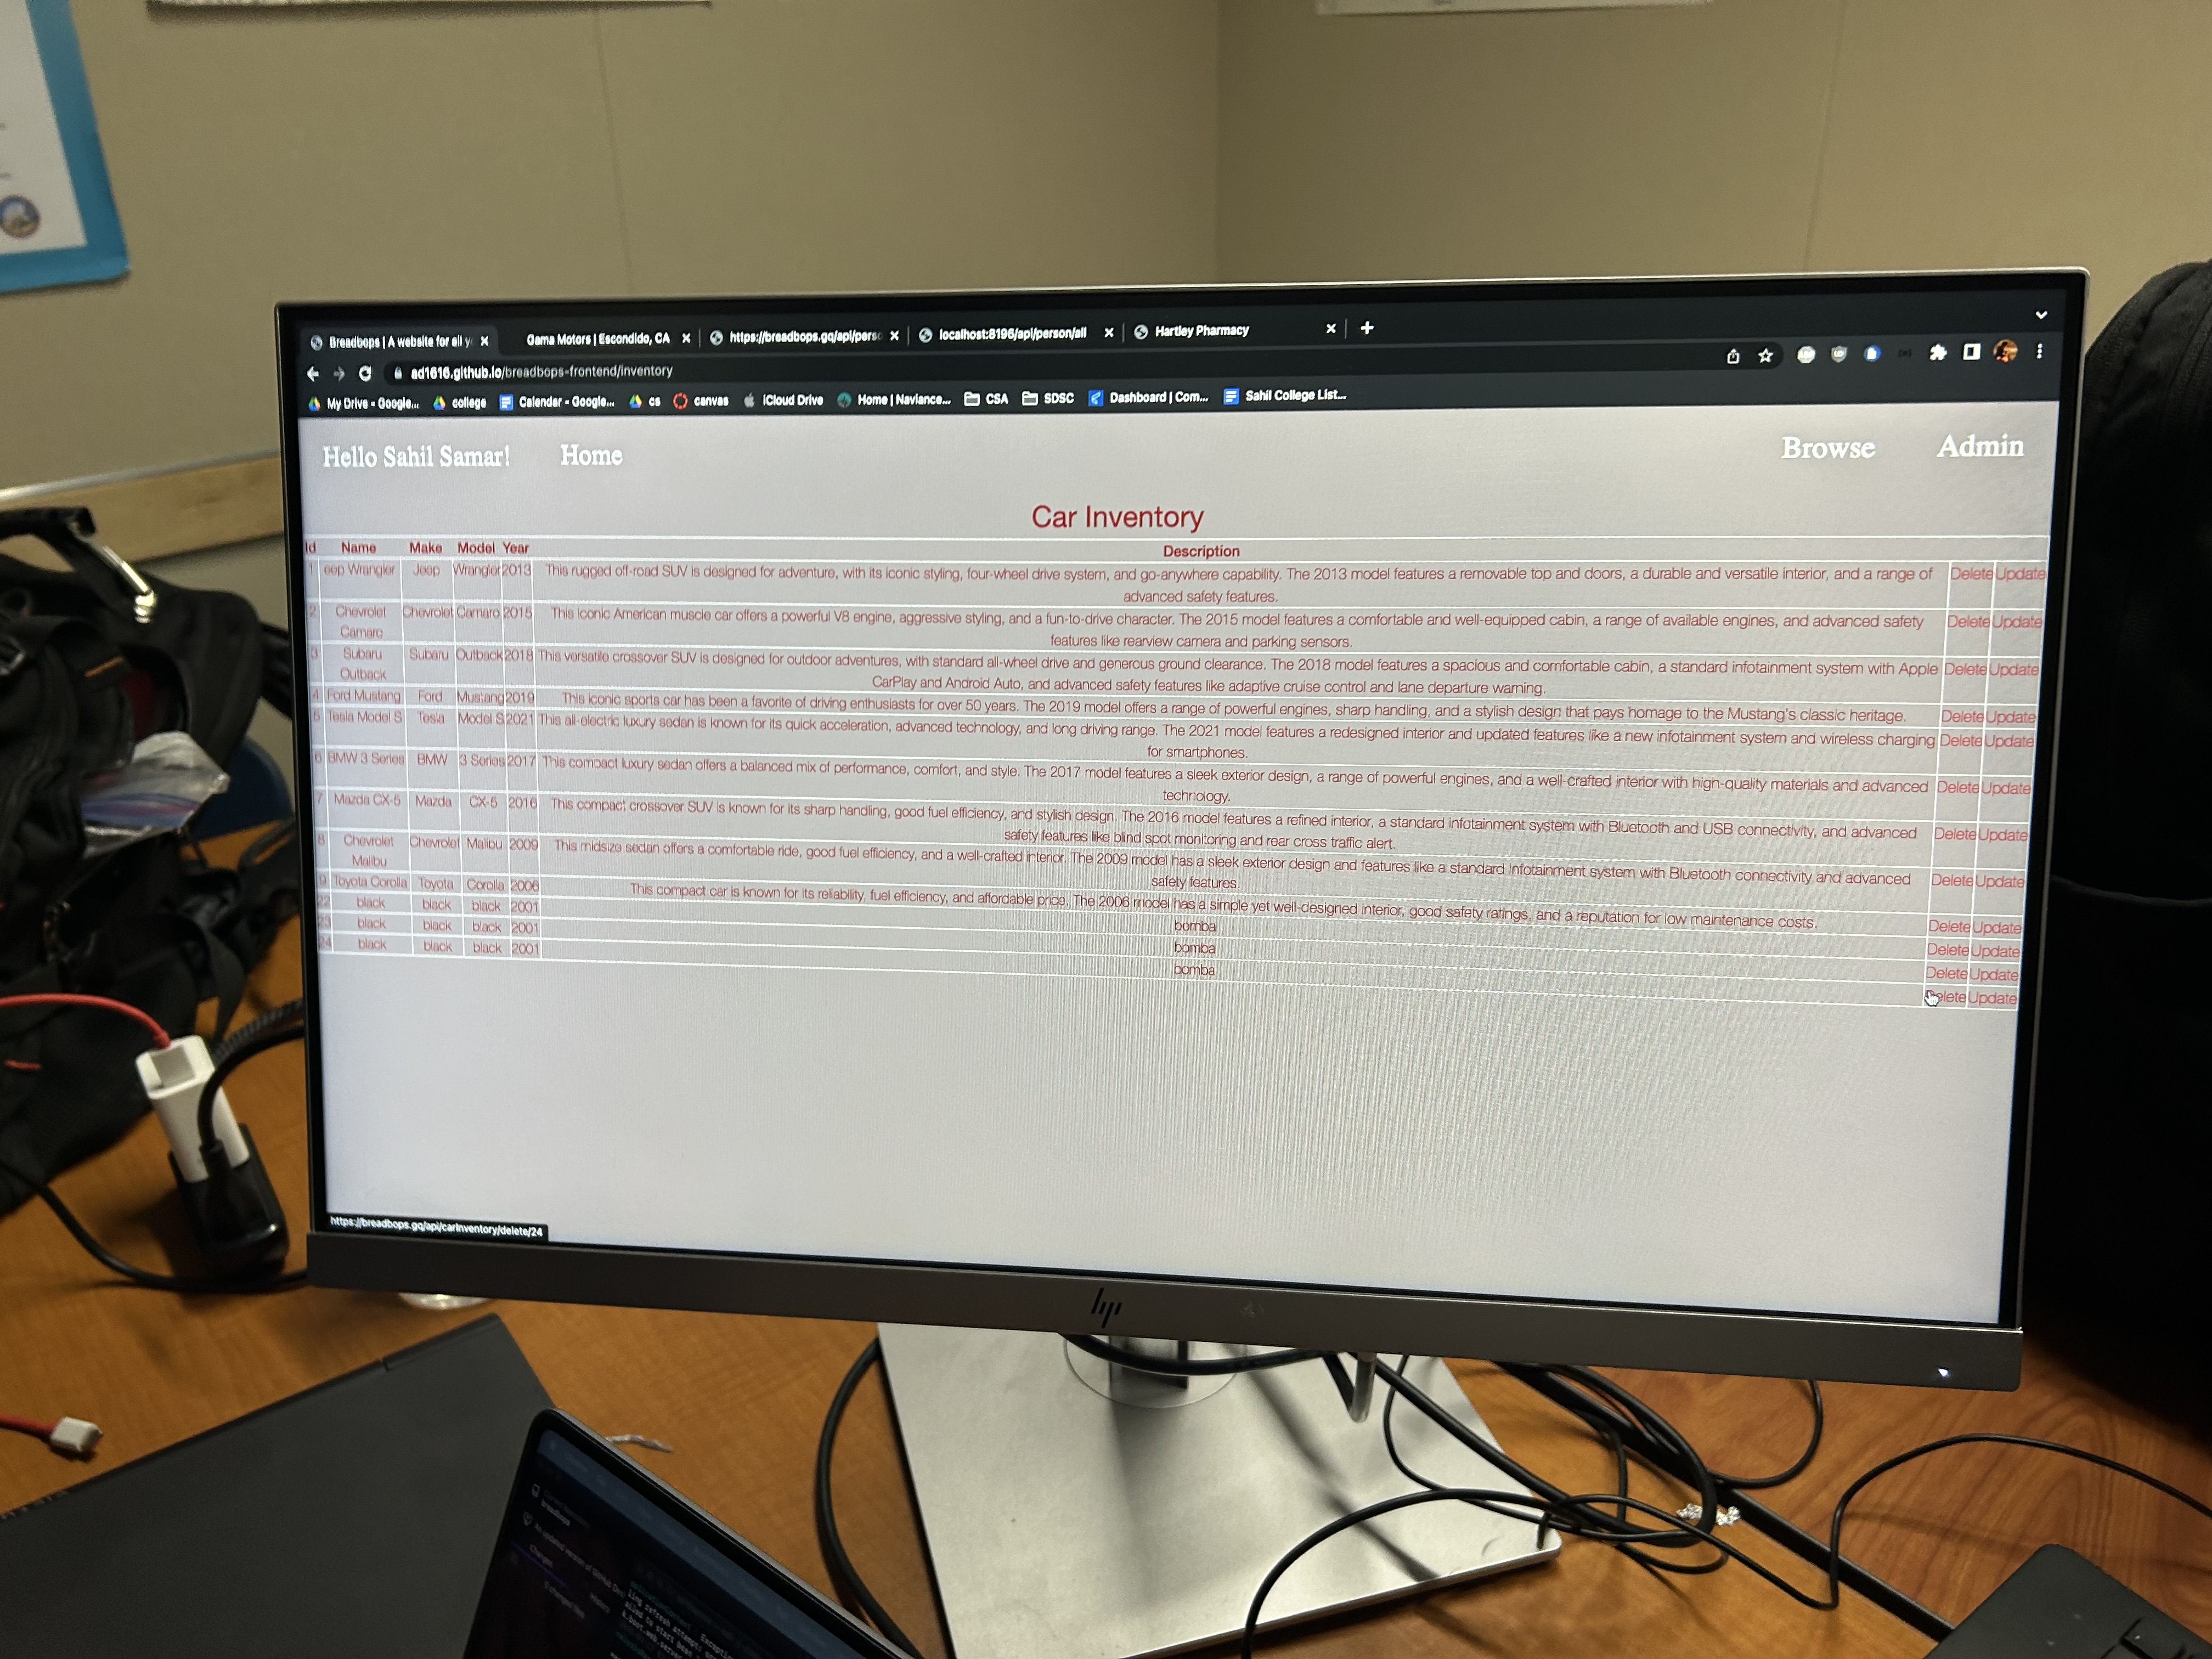 Breadbops | A website for all y
Gama Motors | Escondido, CA
https://breadbops.gq/api/perso
localhost:8196/api/person/all
Hartley Pharmacy
ad1616.github.io/breadbops-frontend/inventory
My Drive - Google... college Calendar - Google... cs canvas iCloud Drive Home | Naviance... CSA SDSC Dashboard | Com... Sahil College List...
Hello Sahil Samar! Home Browse Admin
Car Inventory
Id Name Make Model Year Description
1 eep Wrangler Jeep Wrangler 2013 This rugged off-road SUV is designed for adventure, with its iconic styling, four-wheel drive system, and go-anywhere capability. The 2013 model features a removable top and doors, a durable and versatile interior, and a range of Delete Update
advanced safety features.
2 Chevrolet Chevrolet Camaro 2015 This iconic American muscle car offers a powerful V8 engine, aggressive styling, and a fun-to-drive character. The 2015 model features a comfortable and well-equipped cabin, a range of available engines, and advanced safety Delete Update
Camaro features like rearview camera and parking sensors.
3 Subaru Subaru Outback 2018 This versatile crossover SUV is designed for outdoor adventures, with standard all-wheel drive and generous ground clearance. The 2018 model features a spacious and comfortable cabin, a standard infotainment system with Apple Delete Update
Outback CarPlay and Android Auto, and advanced safety features like adaptive cruise control and lane departure warning.
4 Ford Mustang Ford Mustang 2019 This iconic sports car has been a favorite of driving enthusiasts for over 50 years. The 2019 model offers a range of powerful engines, sharp handling, and a stylish design that pays homage to the Mustang's classic heritage. Delete Update
5 Tesla Model S Tesla Model S 2021 This all-electric luxury sedan is known for its quick acceleration, advanced technology, and long driving range. The 2021 model features a redesigned interior and updated features like a new infotainment system and wireless charging Delete Update
for smartphones.
6 BMW 3 Series BMW 3 Series 2017 This compact luxury sedan offers a balanced mix of performance, comfort, and style. The 2017 model features a sleek exterior design, a range of powerful engines, and a well-crafted interior with high-quality materials and advanced Delete Update
technology.
7 Mazda CX-5 Mazda CX-5 2016 This compact crossover SUV is known for its sharp handling, good fuel efficiency, and stylish design. The 2016 model features a refined interior, a standard infotainment system with Bluetooth and USB connectivity, and advanced Delete Update
safety features like blind spot monitoring and rear cross traffic alert.
8 Chevrolet Chevrolet Malibu 2009 This midsize sedan offers a comfortable ride, good fuel efficiency, and a well-crafted interior. The 2009 model has a sleek exterior design and features like a standard infotainment system with Bluetooth connectivity and advanced Delete Update
Malibu safety features.
9 Toyota Corolla Toyota Corolla 2006 This compact car is known for its reliability, fuel efficiency, and affordable price. The 2006 model has a simple yet well-designed interior, good safety ratings, and a reputation for low maintenance costs. Delete Update
22 black black black 2001 bomba Delete Update
23 black black black 2001 bomba Delete Update
24 black black black 2001 bomba elete Update
https://breadbops.gq/api/carInventory/delete/24
hp
breadbops
Changes
History